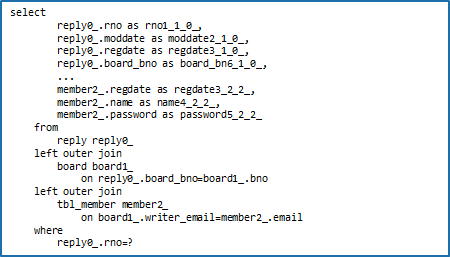 select
reply0_.rno as rno1_1_0_,
reply0_.moddate as moddate2_1_0_,
reply0_.regdate as regdate3_1_0_,
reply0_.board_bno as board_bn6_1_0_,
...
member2_.regdate as regdate3_2_2_,
member2_.name as name4_2_2_,
member2_.password as password5_2_2_
from
reply reply0_
left outer join
board board1_
on reply0_.board_bno=board1_.bno
left outer join
tbl_member member2_
on board1_.writer_email=member2_.email
where
reply0_.rno=?